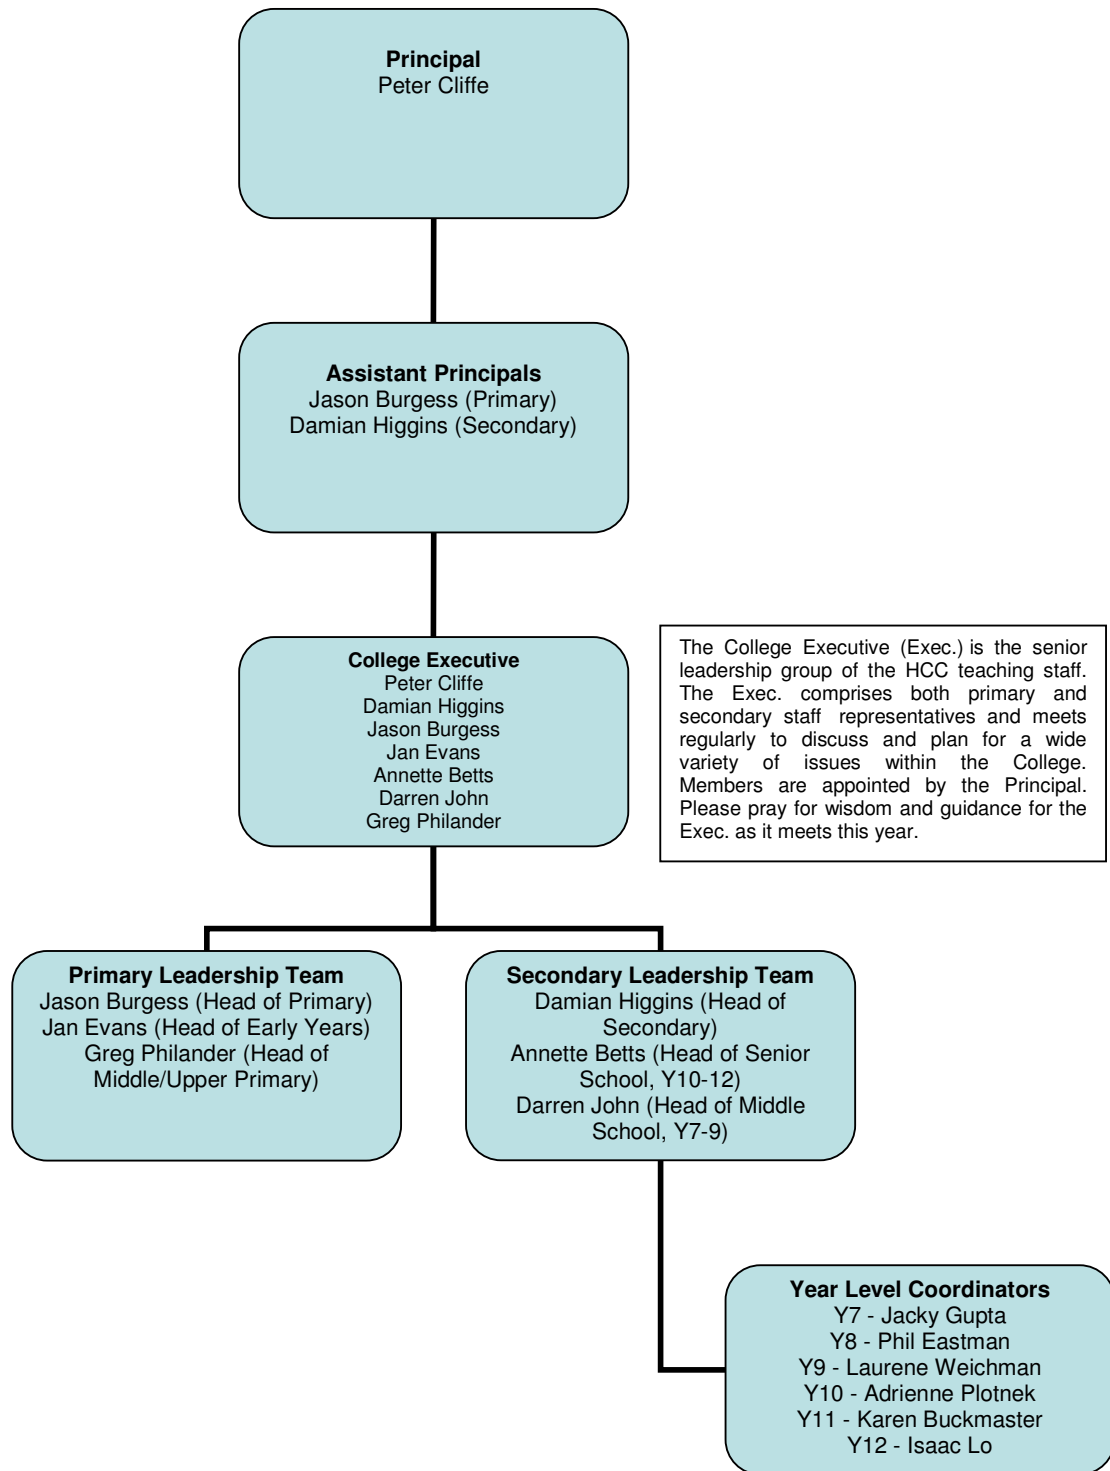 Principal
Peter Cliffe
Assistant Principals
Jason Burgess (Primary)
Damian Higgins (Secondary)
College Executive
Peter Cliffe
Damian Higgins
Jason Burgess
Jan Evans
Annette Betts
Darren John
Greg Philander
The College Executive (Exec.) is the senior
leadership group of the HCC teaching staff.
The Exec. comprises both primary and
secondary staff representatives and meets
regularly to discuss and plan for a wide
variety of issues within the College.
Members are appointed by the Principal.
Please pray for wisdom and guidance for the
Exec. as it meets this year.
Primary Leadership Team
Jason Burgess (Head of Primary)
Jan Evans (Head of Early Years)
Greg Philander (Head of
Middle/Upper Primary)
Secondary Leadership Team
Damian Higgins (Head of
Secondary)
Annette Betts (Head of Senior
School, Y10-12)
Darren John (Head of Middle
School, Y7-9)
Year Level Coordinators
Y7 - Jacky Gupta
Y8 - Phil Eastman
Y9 - Laurene Weichman
Y10 - Adrienne Plotnek
Y11 - Karen Buckmaster
Y12 - Isaac Lo